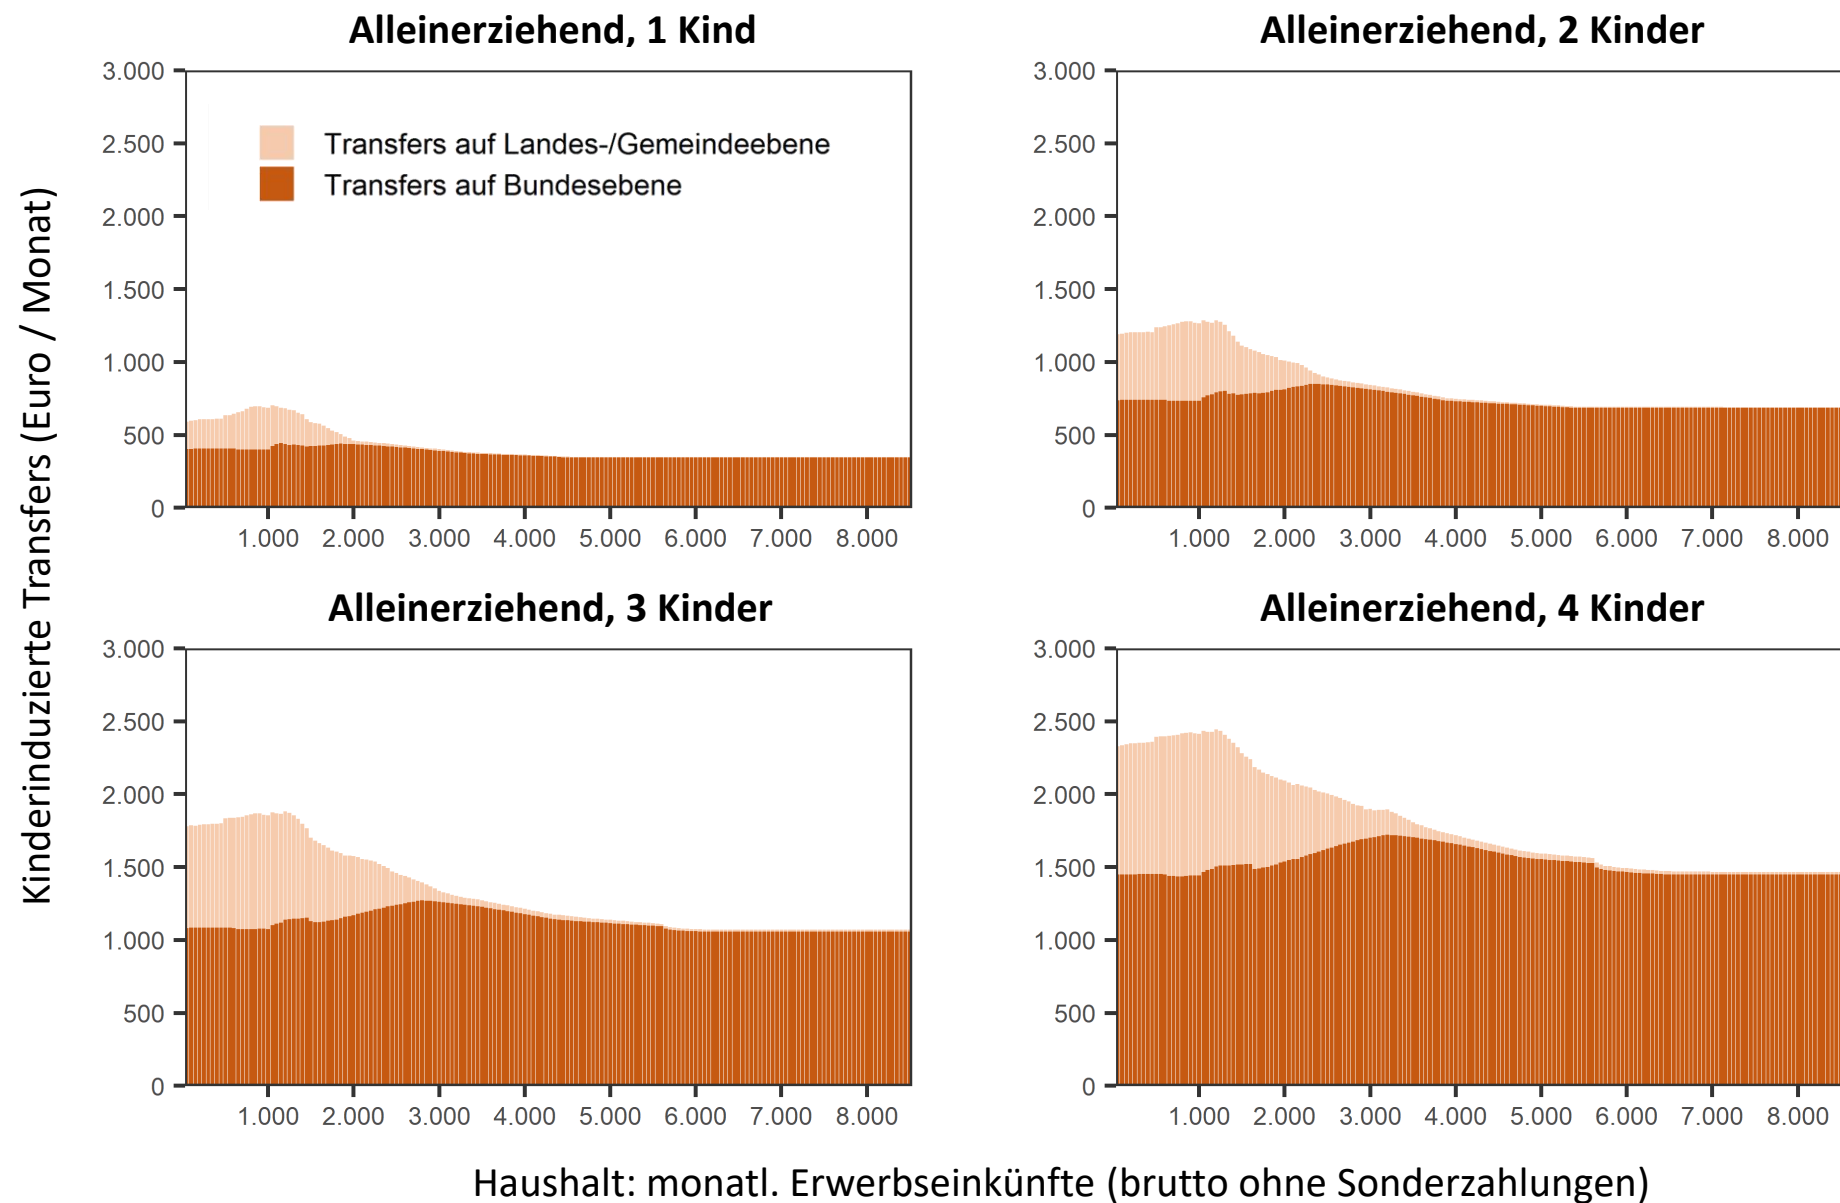 Alleinerziehend, 1 Kind
3.000
2.500
2.000
1.500
1.000
500
0
Transfers auf Landes-/Gemeindeebene
Transfers auf Bundesebene
1.000 2.000 3.000 4.000 5.000 6.000 7.000 8.000
Alleinerziehend, 2 Kinder
3.000
2.500
2.000
1.500
1.000
500
0
1.000 2.000 3.000 4.000 5.000 6.000 7.000 8.000
Kinderinduzierte Transfers (Euro / Monat)
Alleinerziehend, 3 Kinder
3.000
2.500
2.000
1.500
1.000
500
0
1.000 2.000 3.000 4.000 5.000 6.000 7.000 8.000
Alleinerziehend, 4 Kinder
3.000
2.500
2.000
1.500
1.000
500
0
1.000 2.000 3.000 4.000 5.000 6.000 7.000 8.000
Haushalt: monatl. Erwerbseinkünfte (brutto ohne Sonderzahlungen)